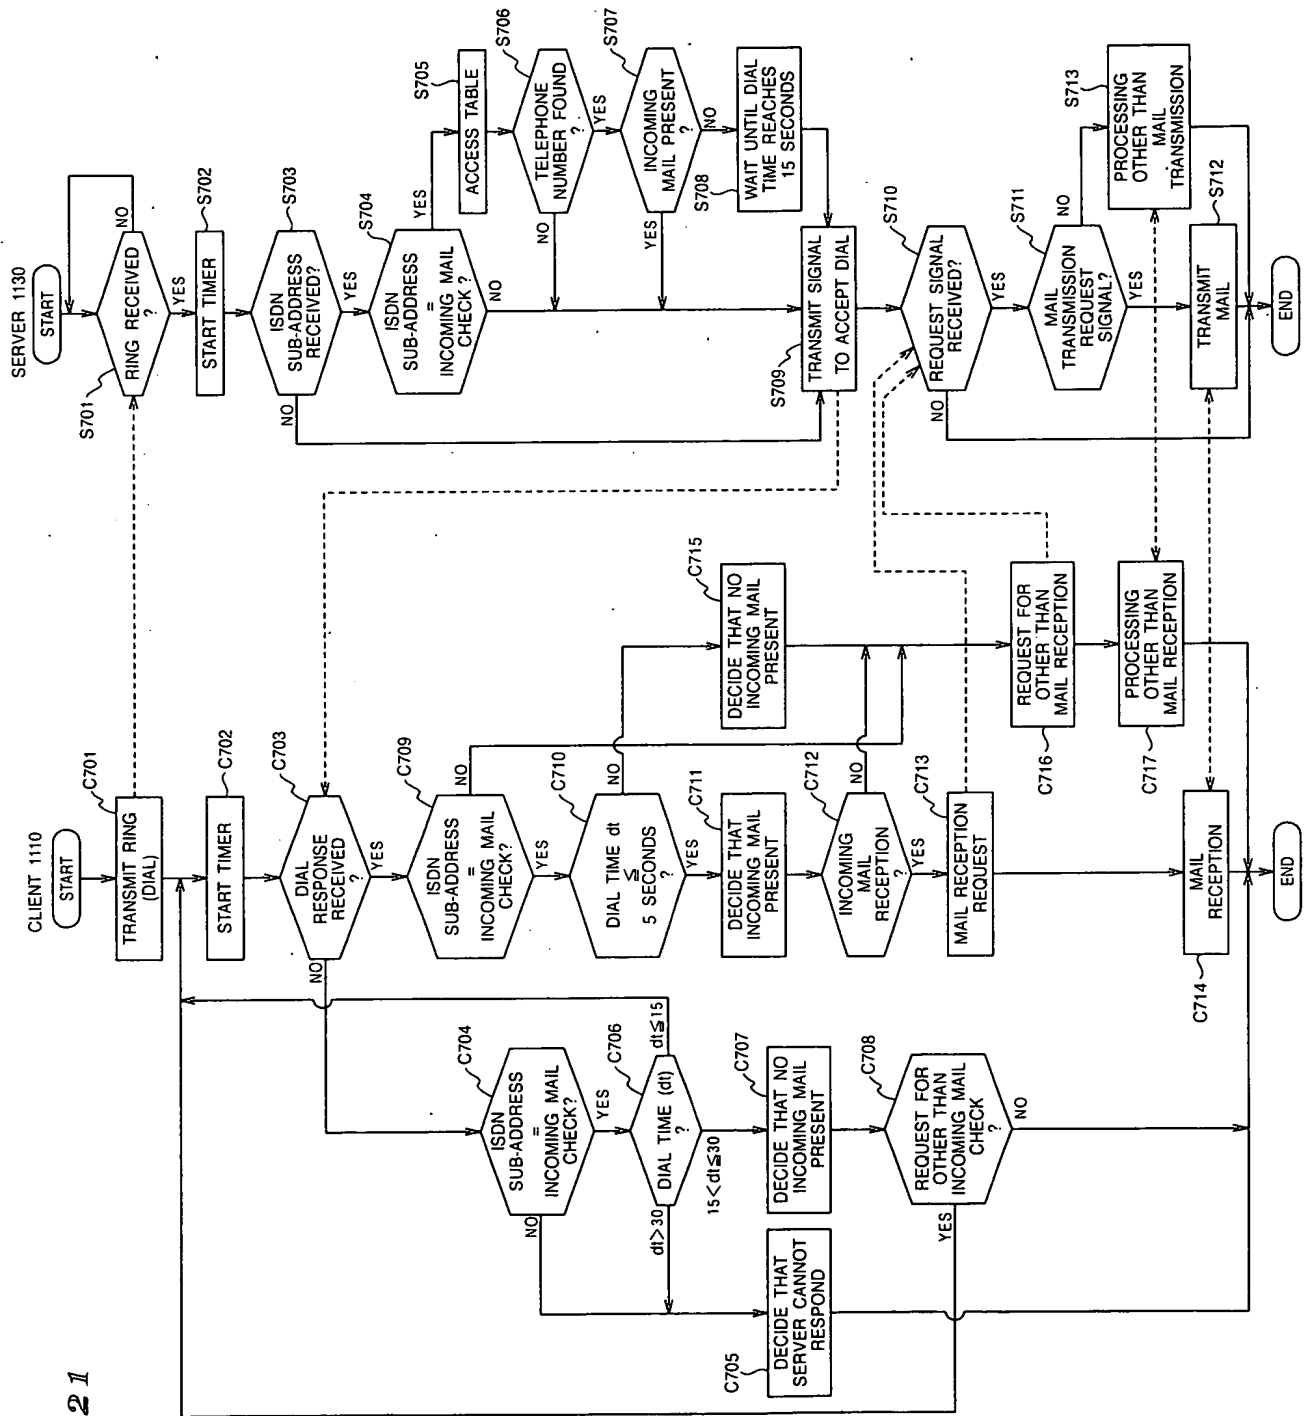 21
CLIENT 1110
START
C701
TRANSMIT RING
(DIAL)
C702
START TIMER
C703
DIAL
RESPONSE
RECEIVED
?
NO
YES
C704
ISDN
SUB-ADDRESS
=
INCOMING MAIL
CHECK?
NO
YES
C706
DIAL TIME (dt)
?
dt≦15
dt>30
15<dt≦30
C705
DECIDE THAT
SERVER CANNOT
RESPOND
C707
DECIDE THAT NO
INCOMING MAIL
PRESENT
C708
REQUEST FOR
OTHER THAN
INCOMING MAIL
CHECK
?
YES
NO
C709
ISDN
SUB-ADDRESS
=
INCOMING MAIL
CHECK?
NO
YES
C710
DIAL TIME dt
≦
5 SECONDS
?
NO
YES
C711
DECIDE THAT
INCOMING MAIL
PRESENT
C712
INCOMING
MAIL
RECEPTION
?
NO
YES
C713
MAIL RECEPTION
REQUEST
C715
DECIDE THAT NO
INCOMING MAIL
PRESENT
REQUEST FOR
OTHER THAN
MAIL RECEPTION
C716
PROCESSING
OTHER THAN
MAIL RECEPTION
C717
MAIL
RECEPTION
C714
END
SERVER 1130
START
RING RECEIVED
?
S701
NO
YES
S702
START TIMER
S703
ISDN
SUB-ADDRESS
RECEIVED?
NO
YES
S704
ISDN
SUB-ADDRESS
=
INCOMING MAIL
CHECK?
YES
NO
S705
ACCESS TABLE
S706
TELEPHONE
NUMBER FOUND
?
NO
YES
S707
INCOMING
MAIL PRESENT
?
YES
NO
S708
WAIT UNTIL DIAL
TIME REACHES
15 SECONDS
TRANSMIT SIGNAL
TO ACCEPT DIAL
S709
S710
REQUEST SIGNAL
RECEIVED?
NO
YES
S711
MAIL
TRANSMISSION
REQUEST
SIGNAL?
NO
YES
S713
PROCESSING
OTHER THAN
MAIL
TRANSMISSION
S712
TRANSMIT
MAIL
END